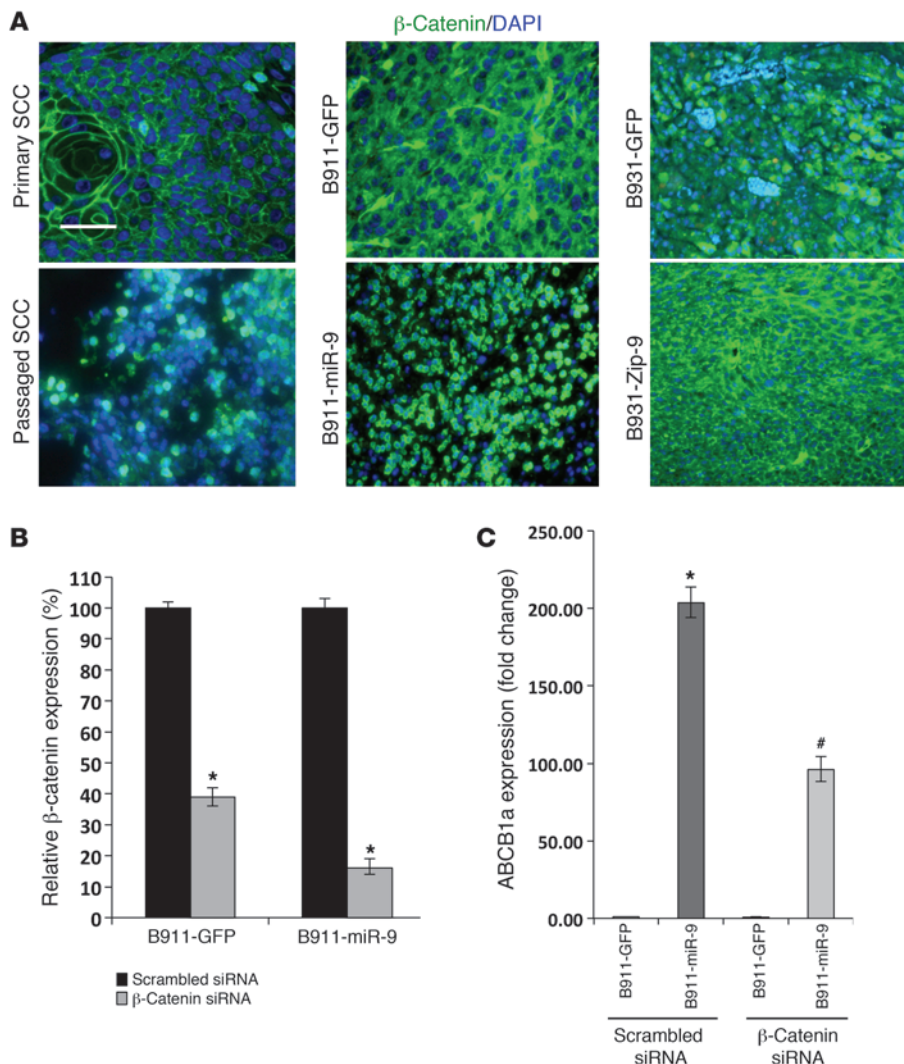 A
β-Catenin/DAPI
Primary SCC
B911-GFP
B931-GFP
Passaged SCC
B911-miR-9
B931-Zip-9
B
Relative β-catenin expression (%)
110
100
90
80
70
60
50
40
30
20
10
0
*
*
B911-GFP
B911-miR-9
Scrambled siRNA
β-Catenin siRNA
C
ABCB1a expression (fold change)
250.00
200.00
150.00
100.00
50.00
0.00
*
#
B911-GFP
B911-miR-9
B911-GFP
B911-miR-9
Scrambled siRNA
β-Catenin siRNA